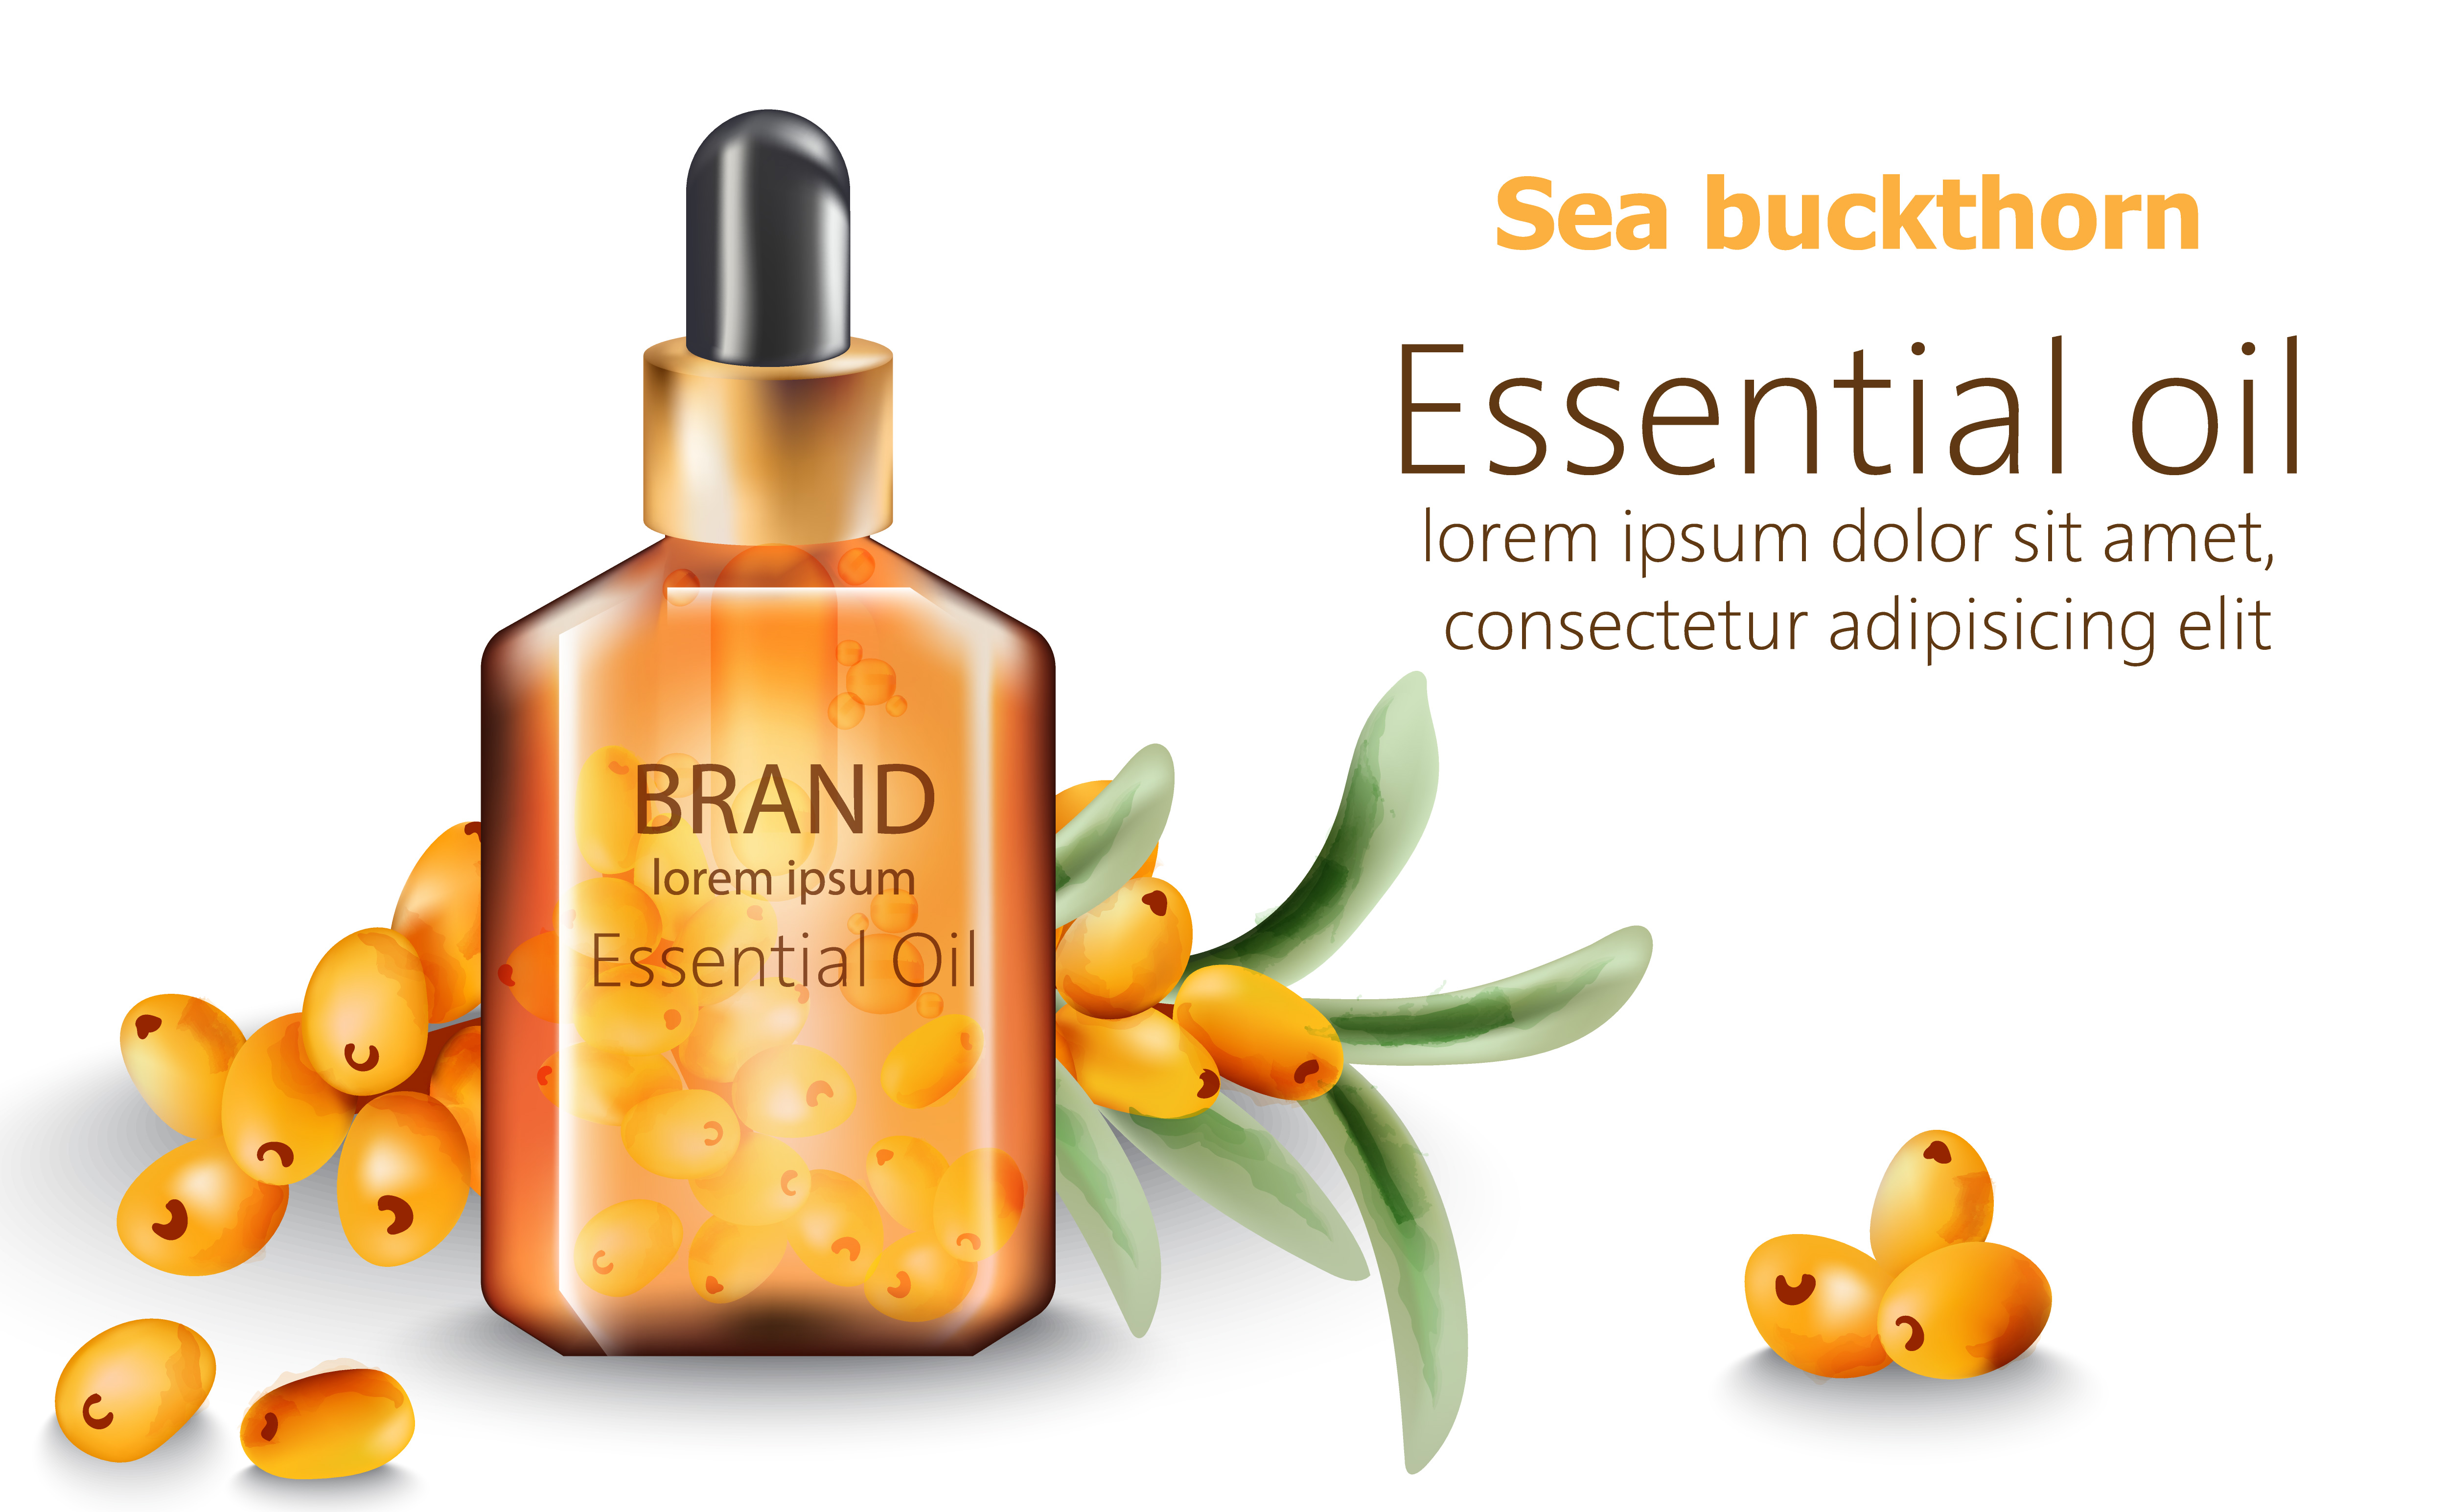 Sea buckthorn
Essential oil
lorem ipsum dolor sit amet,
consectetur adipisicing elit
BRAND
lorem ipsum
Essential Oil